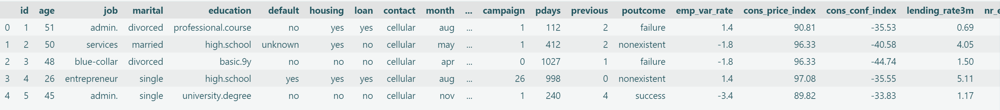 id age job marital education default housing loan contact month ... campaign pdays previous poutcome emp_var_rate cons_price_index cons_conf_index lending_rate3m nr_e
0 1 51 admin. divorced professional.course no yes yes cellular aug ... 1 112 2 failure 1.4 90.81 -35.53 0.69
1 2 50 services married high.school unknown yes no cellular may ... 1 412 2 nonexistent -1.8 96.33 -40.58 4.05
2 3 48 blue-collar divorced basic.9y no no no cellular apr ... 0 1027 1 failure -1.8 96.33 -44.74 1.50
3 4 26 entrepreneur single high.school yes yes yes cellular aug ... 26 998 0 nonexistent 1.4 97.08 -35.55 5.11
4 5 45 admin. single university.degree no no no cellular nov ... 1 240 4 success -3.4 89.82 -33.83 1.17